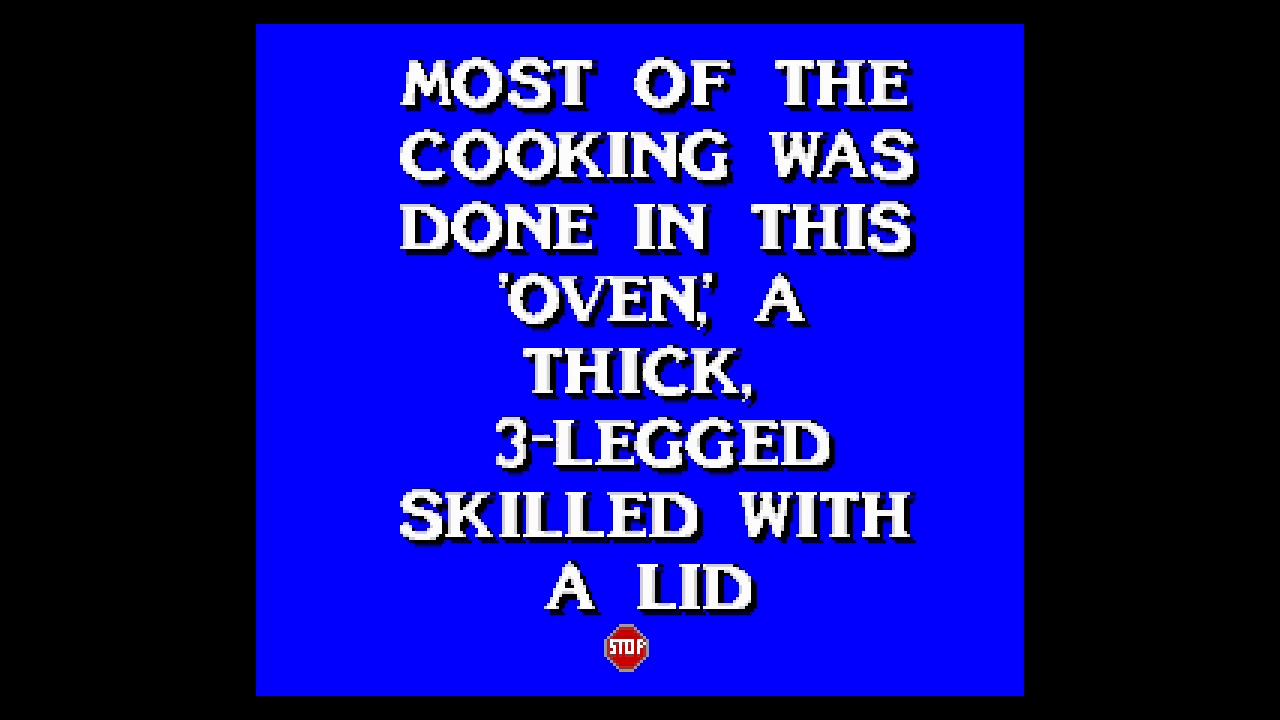 MOST OF THE
COOKING WAS
DONE IN THIS
'OVEN,' A
THICK,
3-LEGGED
SKILLED WITH
A LID
STOP